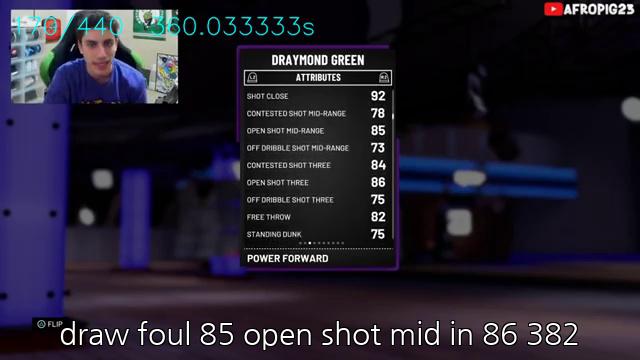 170/440 360.033333s
AFROPIG23
DRAYMOND GREEN
ATTRIBUTES
SHOT CLOSE 92
CONTESTED SHOT MID-RANGE 78
OPEN SHOT MID-RANGE 85
OFF DRIBBLE SHOT MID-RANGE 73
CONTESTED SHOT THREE 84
OPEN SHOT THREE 86
OFF DRIBBLE SHOT THREE 75
FREE THROW 82
STANDING DUNK 75
POWER FORWARD
FLIP
draw foul 85 open shot mid in 86 382